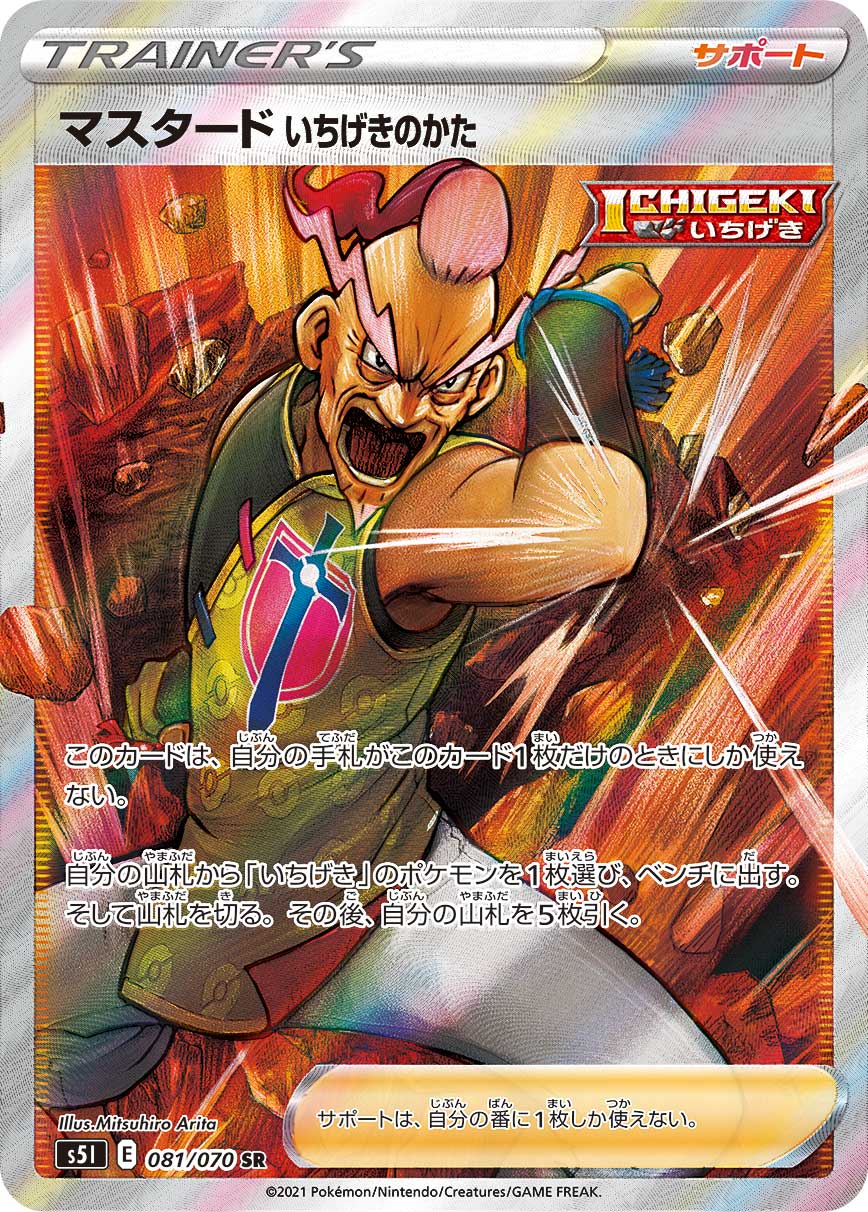 TRAINER'S サポート
マスタード いちげきのかた
ICHIGEKI
いちげき
このカードは、自分の手札がこのカード1枚だけのときにしか使え
ない。
自分の山札から「いちげき」のポケモンを1枚選び、ベンチに出す。
そして山札を切る。その後、自分の山札を5枚引く。
サポートは、自分の番に1枚しか使えない。
Illus.Mitsuhiro Arita
s5I E 081/070 SR
©2021 Pokémon/Nintendo/Creatures/GAME FREAK.